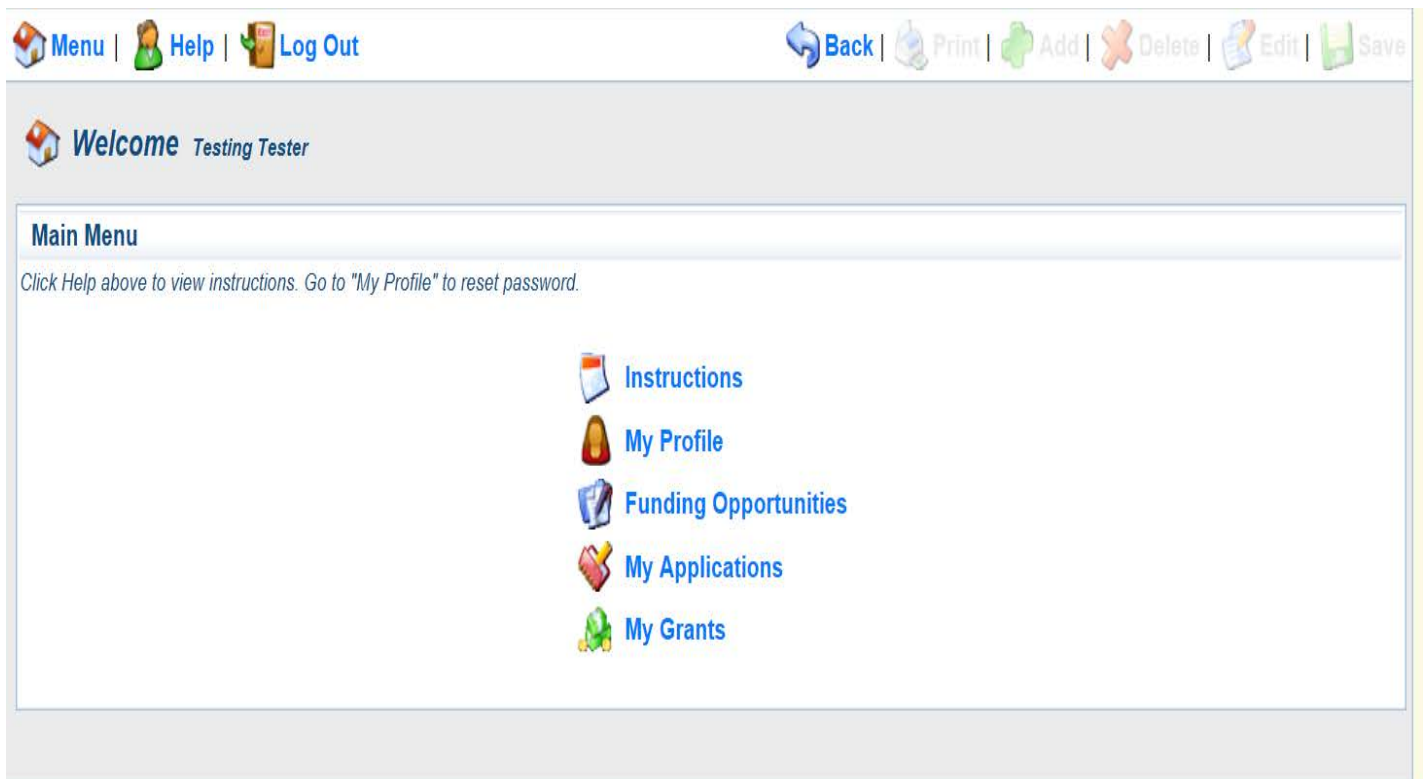 Menu | Help | Log Out Back | Print | Add | Delete | Edit | Save
Welcome Testing Tester
Main Menu
Click Help above to view instructions. Go to "My Profile" to reset password.
Instructions
My Profile
Funding Opportunities
My Applications
My Grants